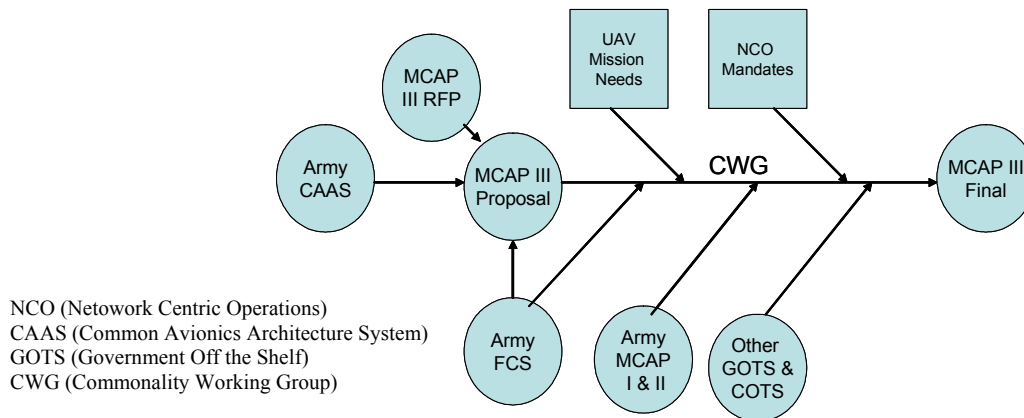 UAV
Mission
Needs
NCO
Mandates
MCAP
III RFP
Army
CAAS
MCAP III
Proposal
CWG
MCAP III
Final
Army
FCS
Army
MCAP
I & II
Other
GOTS &
COTS
NCO (Netowork Centric Operations)
CAAS (Common Avionics Architecture System)
GOTS (Government Off the Shelf)
CWG (Commonality Working Group)